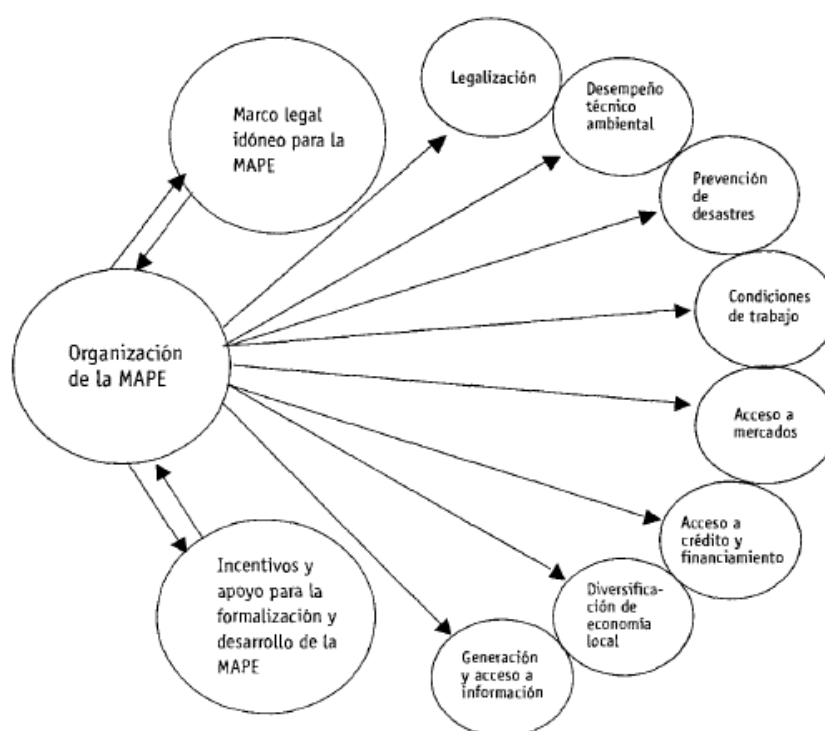 Legalización
Desempeño
técnico
ambiental
Marco legal
idóneo para la
MAPE
Prevención
de
desastres
Condiciones
de trabajo
Organización
de la MAPE
Acceso a
mercados
Acceso a
crédito y
financiamiento
Incentivos y
apoyo para la
formalización y
desarrollo de la
MAPE
Diversifica-
ción de
economía
local
Generación
y acceso a
información